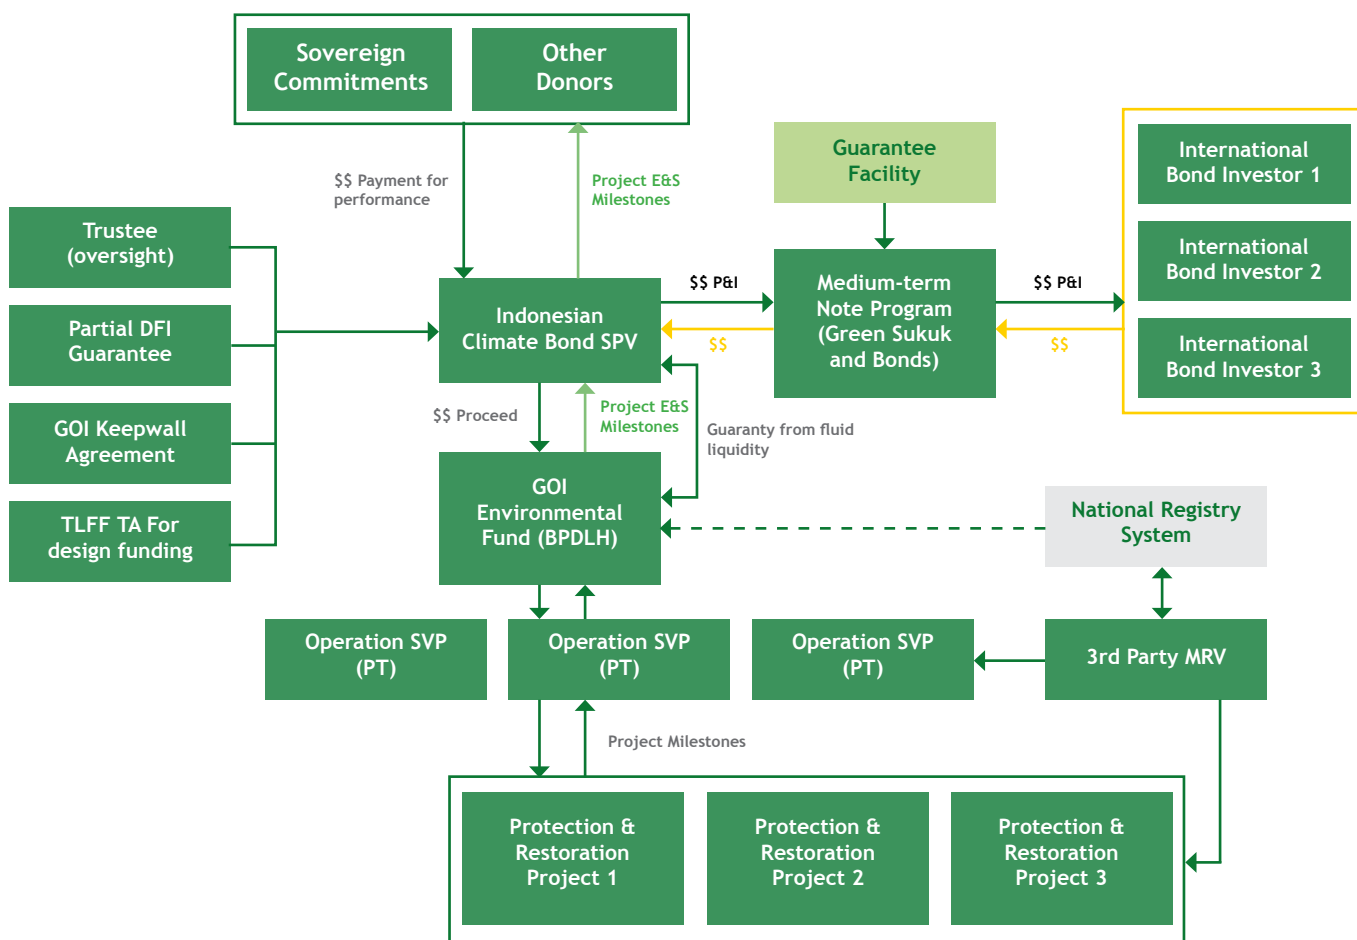 Sovereign
Commitments
Other
Donors
$$ Payment for
performance
Project E&S
Milestones
Guarantee
Facility
International
Bond Investor 1
International
Bond Investor 2
International
Bond Investor 3
Trustee
(oversight)
Partial DFI
Guarantee
GOI Keepwall
Agreement
TLFF TA For
design funding
Indonesian
Climate Bond SPV
$$ P&I
$$
Medium-term
Note Program
(Green Sukuk
and Bonds)
$$ P&I
$$
$$ Proceed
Project E&S
Milestones
Guaranty from fluid
liquidity
GOI
Environmental
Fund (BPDLH)
National Registry
System
Operation SVP
(PT)
Operation SVP
(PT)
Operation SVP
(PT)
3rd Party MRV
Project Milestones
Protection &
Restoration
Project 1
Protection &
Restoration
Project 2
Protection &
Restoration
Project 3